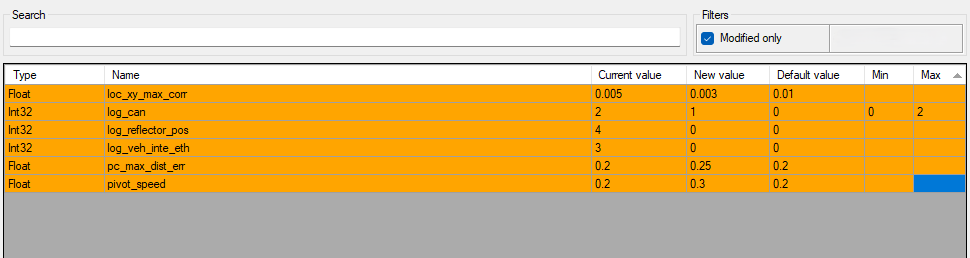 Search Filters
Modified only
Type Name Current value New value Default value Min Max
Float loc_xy_max_corr 0.005 0.003 0.01
Int32 log_can 2 1 0 0 2
Int32 log_reflector_pos 4 0 0
Int32 log_veh_inte_eth 3 0 0
Float pc_max_dist_err 0.2 0.25 0.2
Float pivot_speed 0.2 0.3 0.2